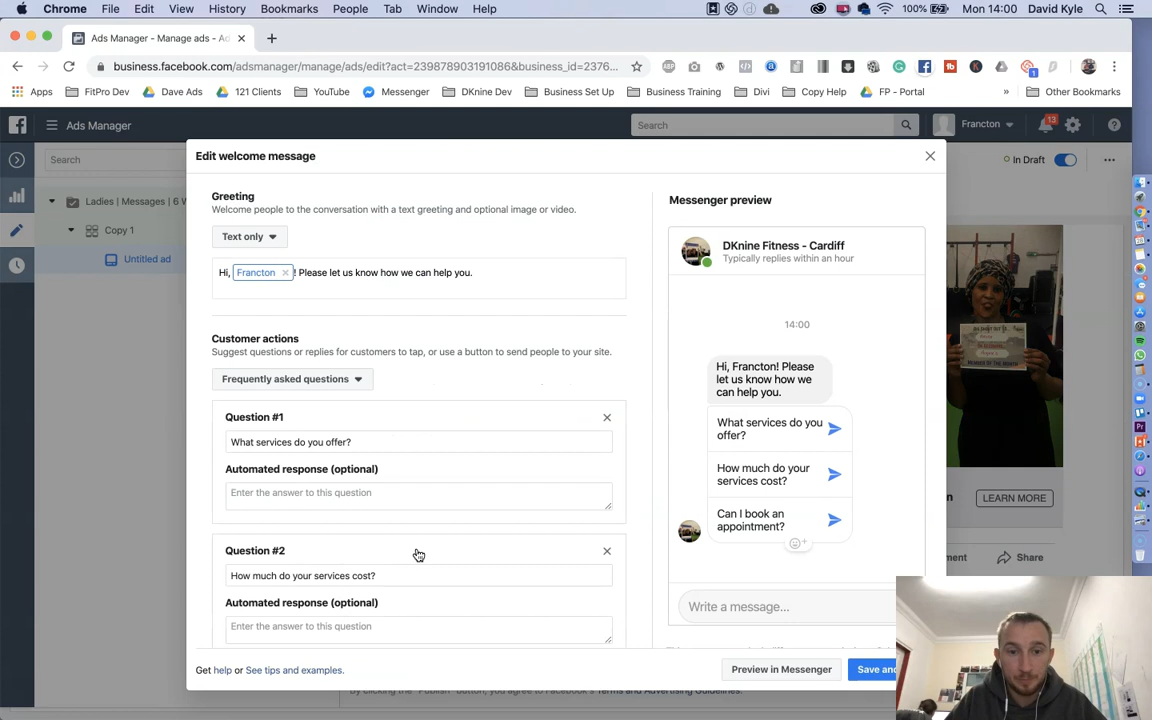 Chrome File Edit View History Bookmarks People Tab Window Help 100% Mon 14:00 David Kyle
Ads Manager - Manage ads - Ad
business.facebook.com/adsmanager/manage/ads/edit?act=239878903191086&business_id=2376...
Apps FitPro Dev Dave Ads 121 Clients YouTube Messenger DKnine Dev Business Set Up Business Training Divi Copy Help FP - Portal » Other Bookmarks
Ads Manager Search Francton 13
Search In Draft
Edit welcome message
Ladies | Messages | 6 W
Copy 1
Untitled ad
Greeting
Welcome people to the conversation with a text greeting and optional image or video.
Text only
Hi, Francton ! Please let us know how we can help you.
Customer actions
Suggest questions or replies for customers to tap, or use a button to send people to your site.
Frequently asked questions
Question #1
What services do you offer?
Automated response (optional)
Enter the answer to this question
Question #2
How much do your services cost?
Automated response (optional)
Enter the answer to this question
Messenger preview
DKnine Fitness - Cardiff
Typically replies within an hour
14:00
Hi, Francton! Please
let us know how we
can help you.
What services do you
offer?
How much do your
services cost?
Can I book an
appointment?
Write a message...
LEARN MORE
ment Share
Get help or See tips and examples.
Preview in Messenger
Save and
By clicking the "Publish" button, you agree to Facebook's Terms and Advertising Guidelines.